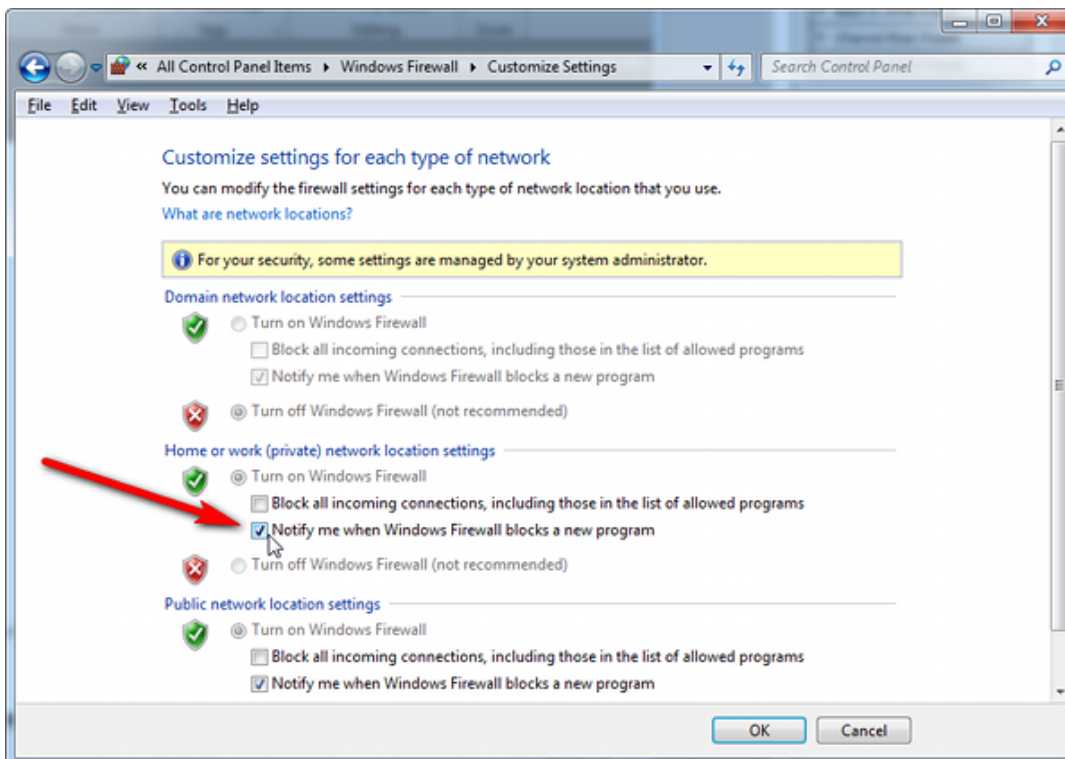 « All Control Panel Items ▸ Windows Firewall ▸ Customize Settings
Search Control Panel
File Edit View Tools Help
Customize settings for each type of network
You can modify the firewall settings for each type of network location that you use.
What are network locations?
For your security, some settings are managed by your system administrator.
Domain network location settings
Turn on Windows Firewall
Block all incoming connections, including those in the list of allowed programs
Notify me when Windows Firewall blocks a new program
Turn off Windows Firewall (not recommended)
Home or work (private) network location settings
Turn on Windows Firewall
Block all incoming connections, including those in the list of allowed programs
Notify me when Windows Firewall blocks a new program
Turn off Windows Firewall (not recommended)
Public network location settings
Turn on Windows Firewall
Block all incoming connections, including those in the list of allowed programs
Notify me when Windows Firewall blocks a new program
OK Cancel